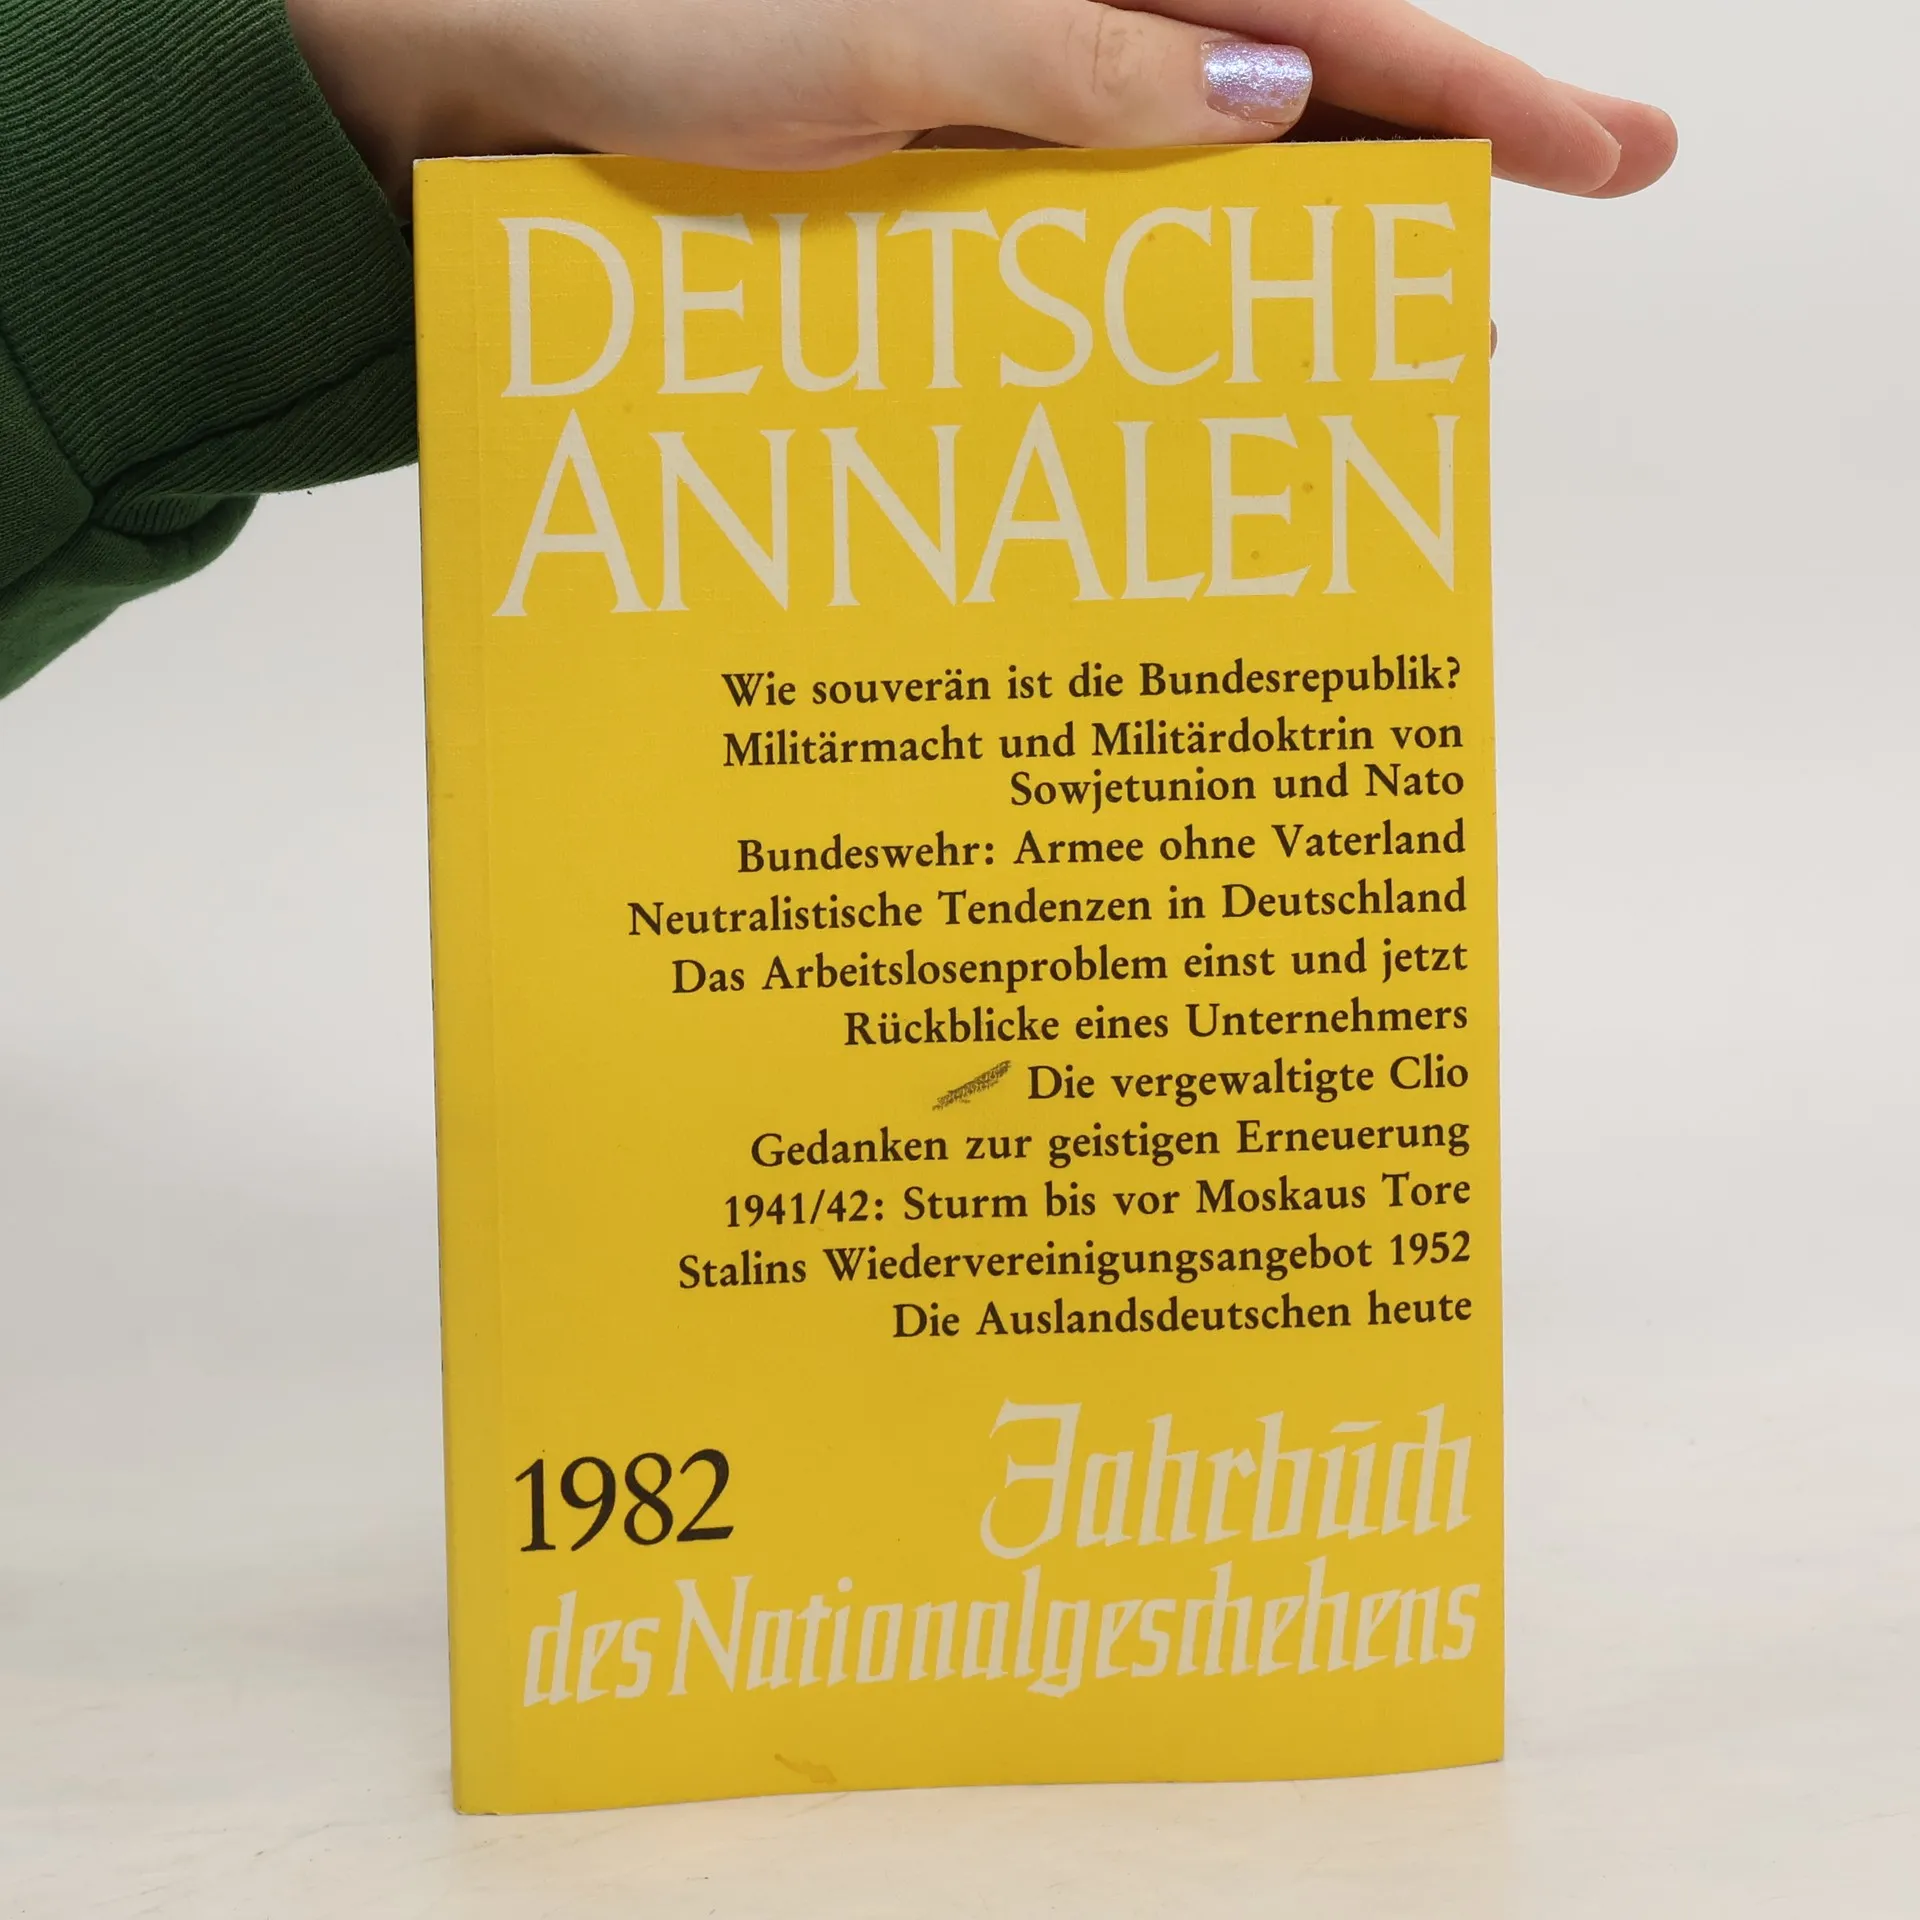 DEUTSCHE
ANNALEN
Wie souverän ist die Bundesrepublik?
Militärmacht und Militärdoktrin von
Sowjetunion und Nato
Bundeswehr: Armee ohne Vaterland
Neutralistische Tendenzen in Deutschland
Das Arbeitslosenproblem einst und jetzt
Rückblicke eines Unternehmers
Die vergewaltigte Clio
Gedanken zur geistigen Erneuerung
1941/42: Sturm bis vor Moskaus Tore
Stalins Wiedervereinigungsangebot 1952
Die Auslandsdeutschen heute
1982 Jahrbuch
des Nationalgeschehens